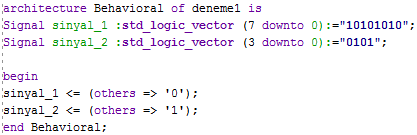 architecture Behavioral of deneme1 is
Signal sinyal_1 :std_logic_vector (7 downto 0):="10101010";
Signal sinyal_2 :std_logic_vector (3 downto 0):="0101";
begin
sinyal_1 <= (others => '0');
sinyal_2 <= (others => '1');
end Behavioral;